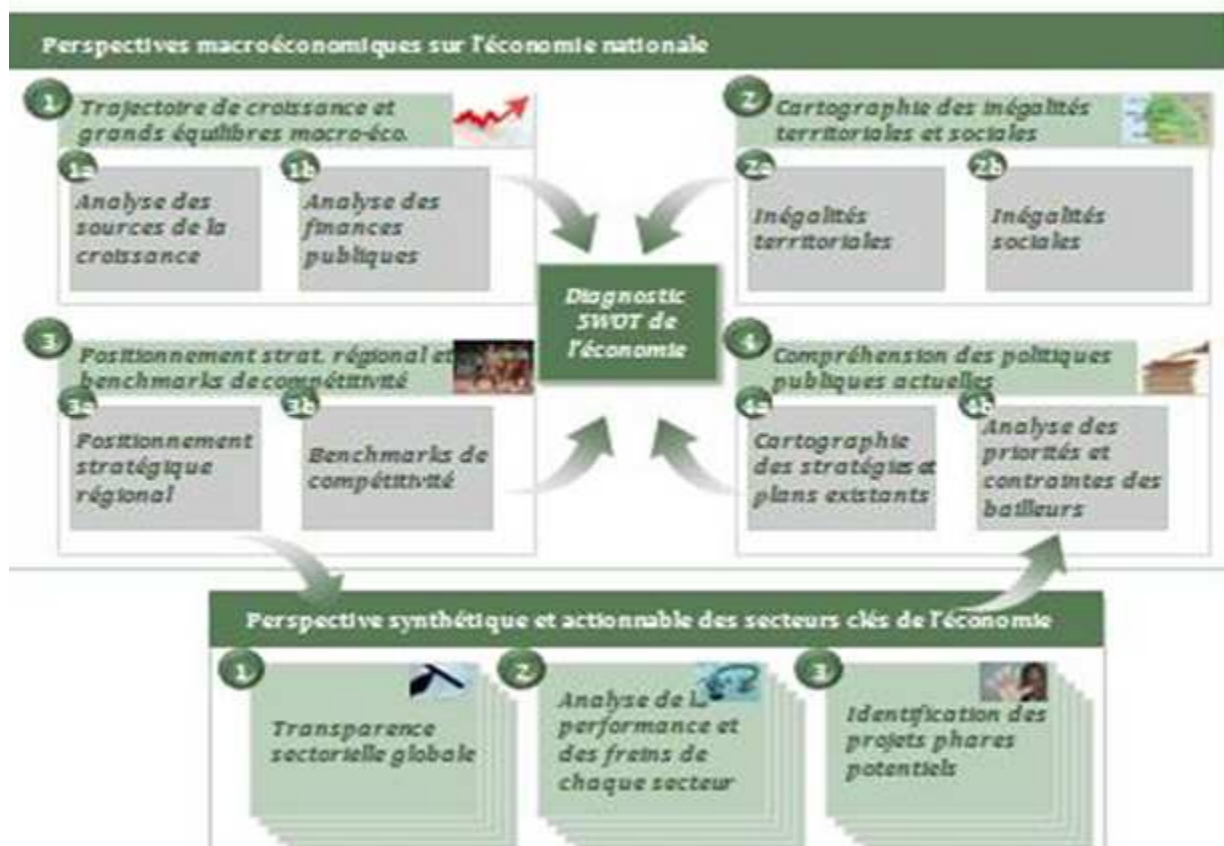 Perspectives macroéconomiques sur l'économie nationale
1
Trajectoire de croissance et
grands équilibres macro-éco.
1a
Analyse des
sources de la
croissance
1b
Analyse des
finances
publiques
2
Cartographie des inégalités
territoriales et sociales
2a
Inégalités
territoriales
2b
Inégalités
sociales
Diagnostic
SWOT de
l'économie
3
Positionnement strat. régional et
benchmarks de compétitivité
3a
Positionnement
stratégique
régional
3b
Benchmarks de
compétitivité
4
Compréhension des politiques
publiques actuelles
4a
Cartographie
des stratégies et
plans existants
4b
Analyse des
priorités et
contraintes des
bailleurs
Perspective synthétique et actionnable des secteurs clés de l'économie
1
Transparence
sectorielle globale
2
Analyse de la
performance et
des freins de
chaque secteur
3
Identification des
projets phares
potentiels